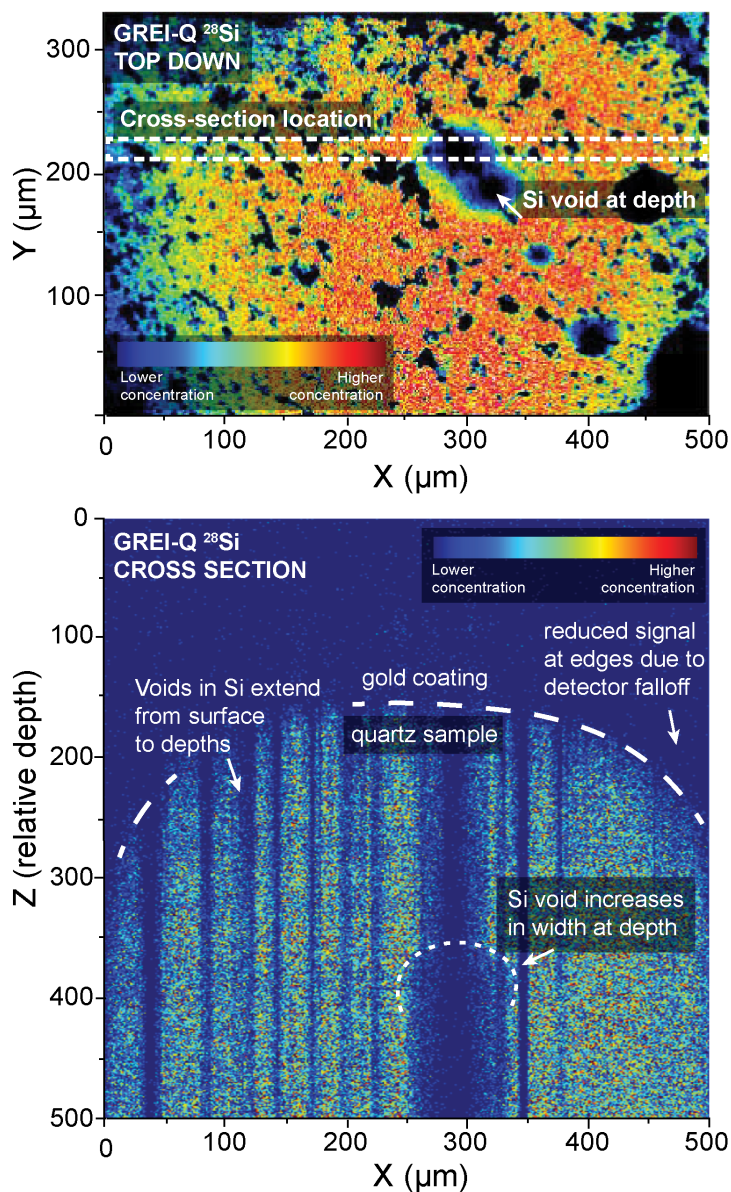 GREI-Q ²⁸Si
TOP DOWN
Cross-section location
Si void at depth
Lower
concentration
Higher
concentration
300
200
100
Y (µm)
0
100
200
300
400
500
X (µm)
GREI-Q ²⁸Si
CROSS SECTION
Lower
concentration
Higher
concentration
reduced signal
at edges due to
detector falloff
gold coating
Voids in Si extend
from surface
to depths
quartz sample
Si void increases
in width at depth
0
100
200
300
400
500
Z (relative depth)
0
100
200
300
400
500
X (µm)